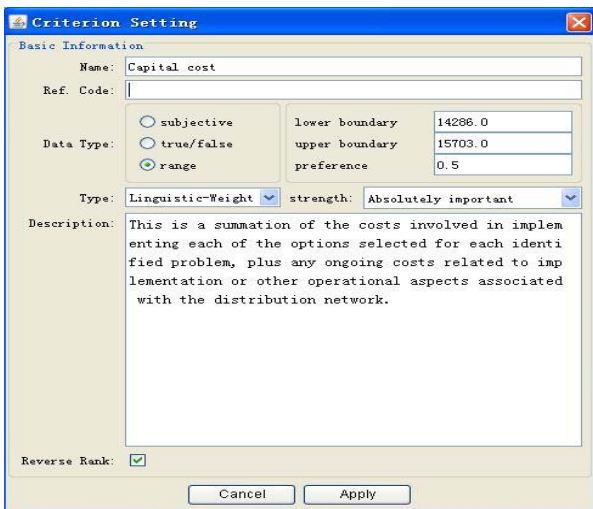 Criterion Setting
Basic Information
Name: Capital cost
Ref. Code:
Data Type:
subjective
true/false
range
lower boundary 14286.0
upper boundary 15703.0
preference 0.5
Type: Linguistic-Weight strength: Absolutely important
Description: This is a summation of the costs involved in implem
enting each of the options selected for each identi
fied problem, plus any ongoing costs related to imp
lementation or other operational aspects associated
with the distribution network.
Reverse Rank:
Cancel Apply